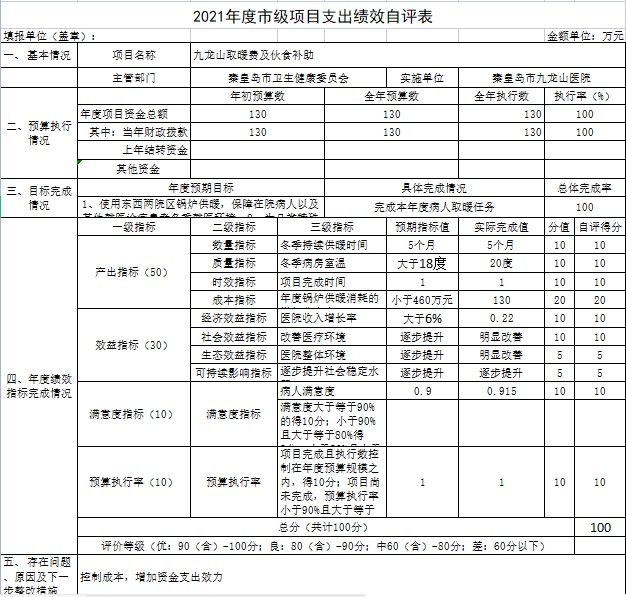 2021年度市级项目支出绩效自评表
填报单位（盖章）： 金额单位：万元
一、 基本情况 项目名称 九龙山取暖费及伙食补助
主管部门 秦皇岛市卫生健康委员会 实施单位 秦皇岛市九龙山医院
二、预算执行情况 年初预算数 全年预算数 全年执行数 执行率（%）
年度项目资金总额 130 130 130 100
其中：当年财政拨款 130 130 130 100
上年结转资金
其他资金
三、目标完成情况 年度预期目标 具体完成情况 总体完成率
1、使用东西两院区锅炉供暖，保障在院病人以及 完成本年度病人取暖任务 100
四、年度绩效指标完成情况 一级指标 二级指标 三级指标 预期指标值 实际完成值 分值 自评得分
产出指标（50） 数量指标 冬季持续供暖时间 5个月 5个月 10 10
质量指标 冬季病房室温 大于18度 20度 10 10
时效指标 项目完成时间 1 1 10 10
成本指标 年度锅炉供暖消耗的 小于460万元 130 20 20
效益指标（30） 经济效益指标 医院收入增长率 大于6% 0.22 10 10
社会效益指标 改善医疗环境 逐步提升 明显改善 10 10
生态效益指标 医院整体环境 逐步提升 明显改善 5 5
可持续影响指标 逐步提升社会稳定水 逐步提升 逐步提升 5 5
满意度指标（10） 满意度指标 病人满意度 0.9 0.915 10 10
满意度大于等于90%
的得10分；小于90%
且大于等于80%得
预算执行率（10） 预算执行率 项目完成且执行数控
制在年度预算规模之
内，得10分；项目尚 1 1 10 10
未完成，预算执行率
小于90%且大于等于
总分（共计100分） 100
评价等级（优：90（含）-100分；良：80（含）-90分；中60（含）-80分；差：60分以下）
五、 存在问题
、原因及下一 控制成本，增加资金支出效力
步整改措施